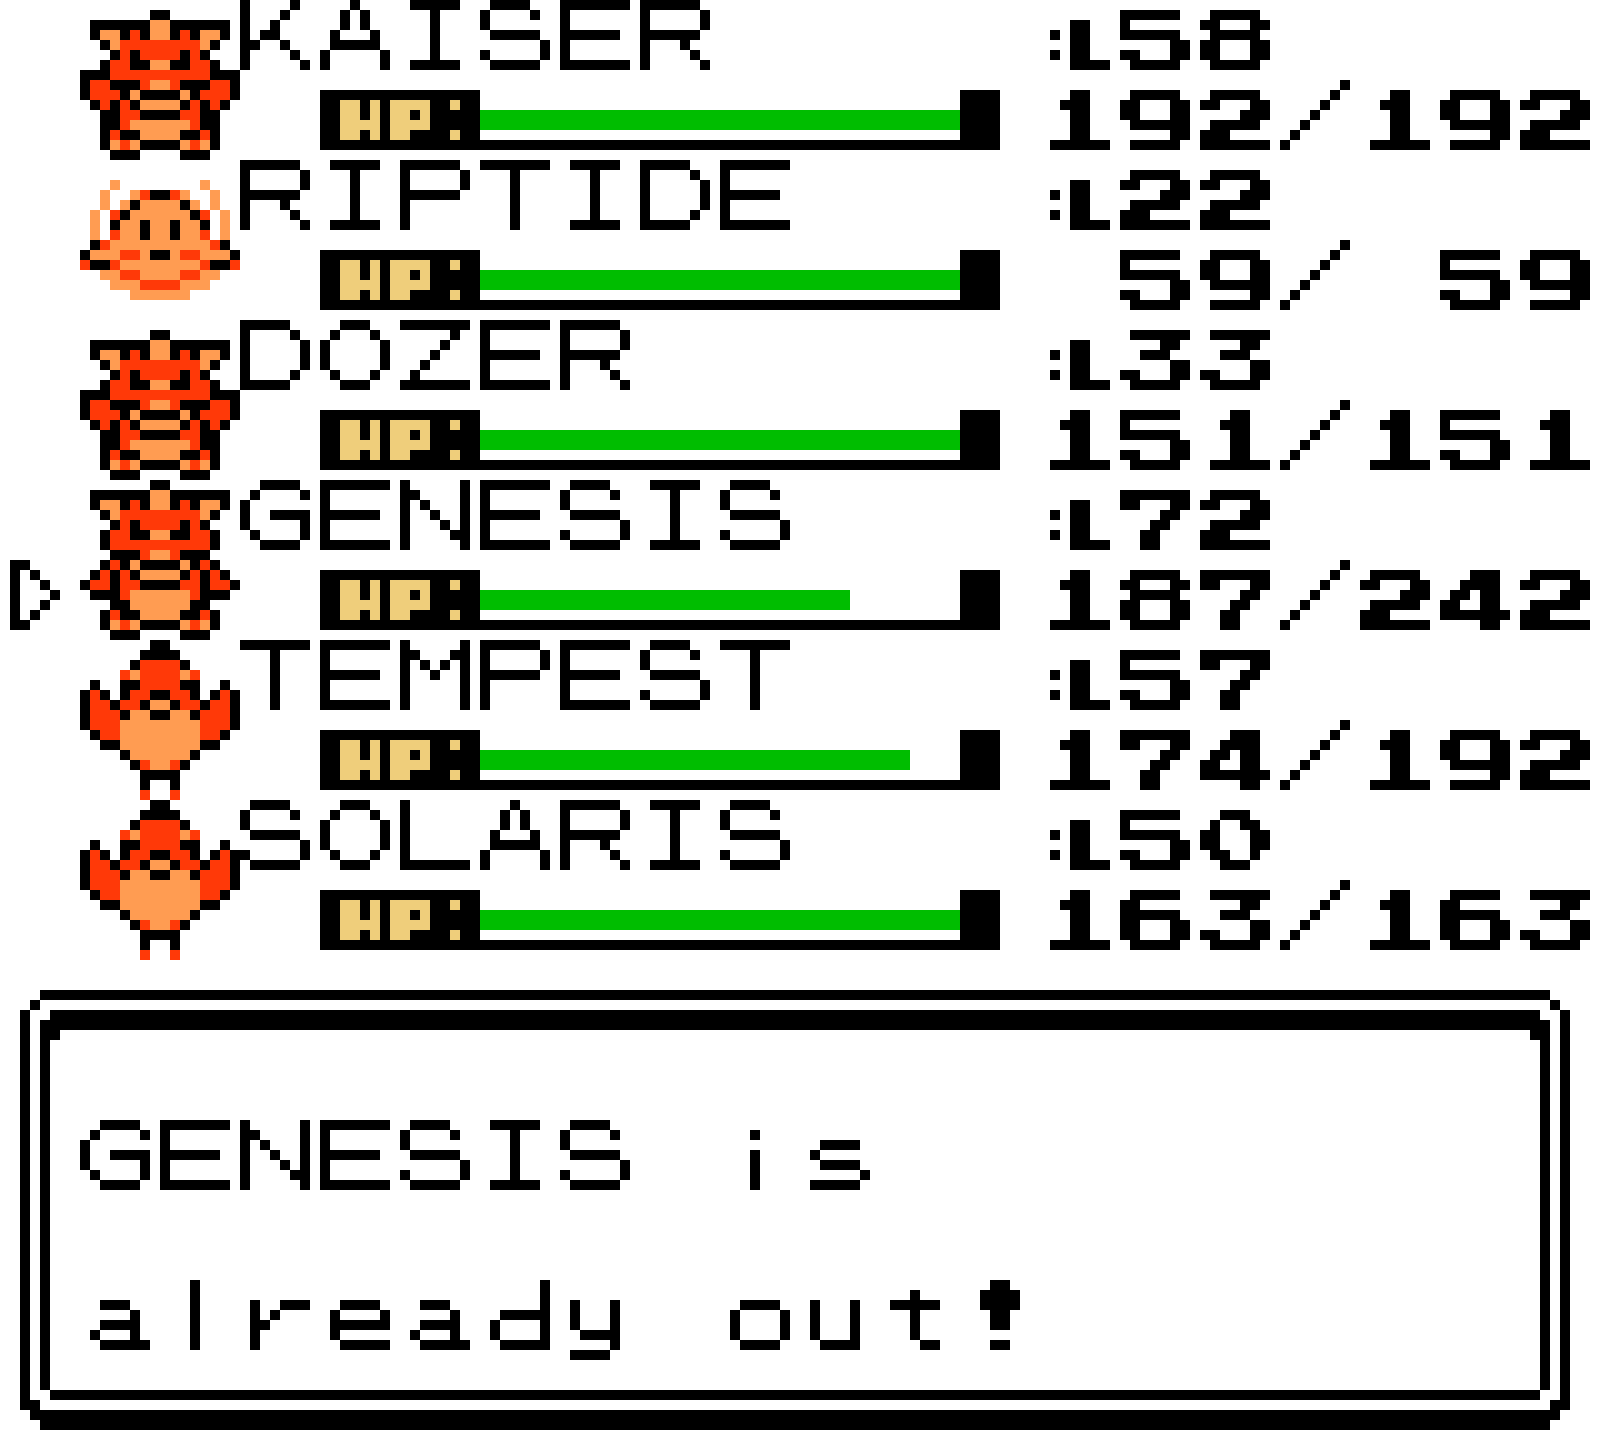 KAISER :L58
HP: 192/192
RIPTIDE :L22
HP: 59/ 59
DOZER :L33
HP: 151/151
GENESIS :L72
HP: 187/242
TEMPEST :L57
HP: 174/192
SOLARIS :L50
HP: 163/163
GENESIS is
already out!